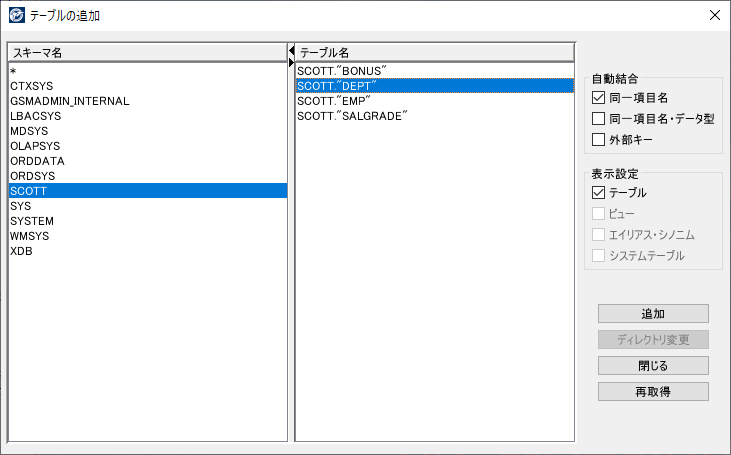 テーブルの追加
スキーマ名
*
CTXSYS
GSMADMIN_INTERNAL
LBACSYS
MDSYS
OLAPSYS
ORDDATA
ORDSYS
SCOTT
SYS
SYSTEM
WMSYS
XDB
テーブル名
SCOTT."BONUS"
SCOTT."DEPT"
SCOTT."EMP"
SCOTT."SALGRADE"
自動結合
同一項目名
同一項目名・データ型
外部キー
表示設定
テーブル
ビュー
エイリアス・シノニム
システムテーブル
追加
ディレクトリ変更
閉じる
再取得